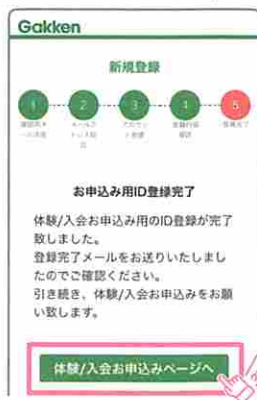 Gakken
新規登録
1 2 3 4 5
お申込み用ID登録完了
体験/入会お申込み用のID登録が完了
致しました。
登録完了メールをお送りいたしまし
たのでご確認ください。
引き続き、体験/入会お申込みをお願
い致します。
体験/入会お申込みページへ